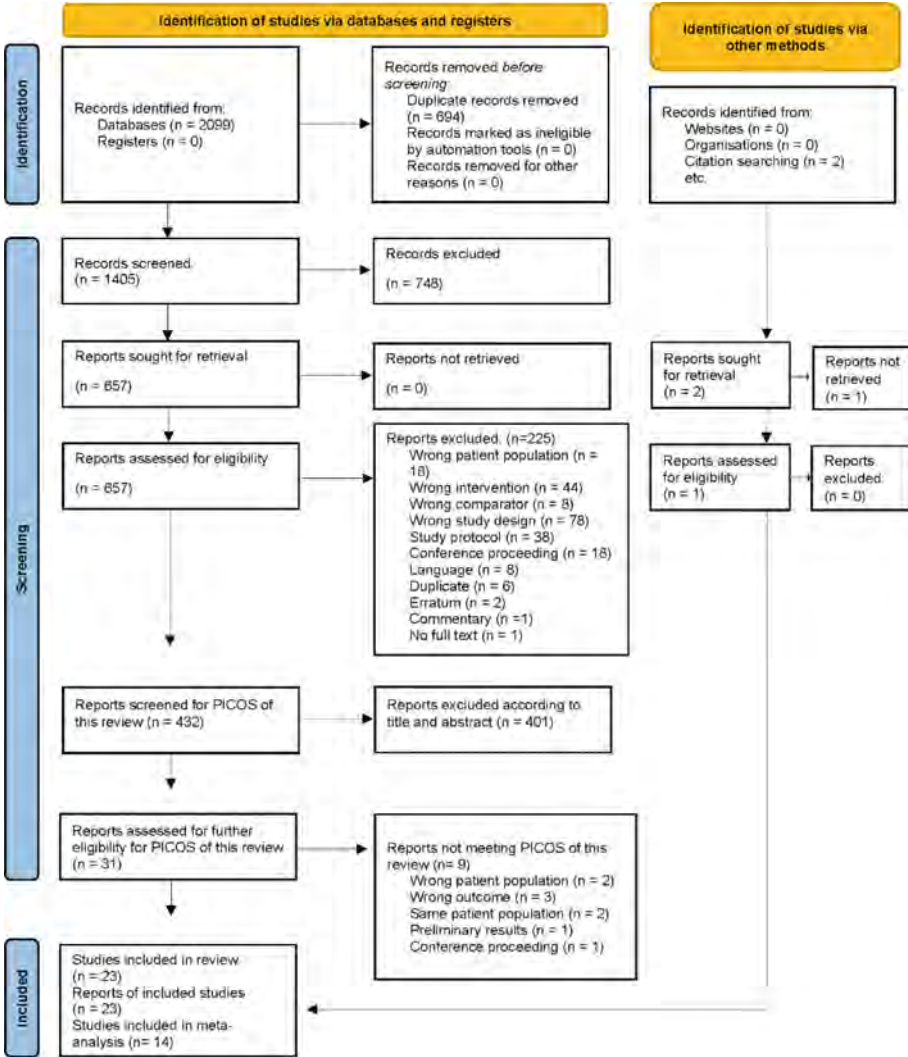 Identification of studies via databases and registers
Identification of studies via
other methods
Identification
Records identified from:
Databases (n = 2099)
Registers (n = 0)
Records removed before
screening:
Duplicate records removed
(n = 694)
Records marked as ineligible
by automation tools (n = 0)
Records removed for other
reasons (n = 0)
Records identified from:
Websites (n = 0)
Organisations (n = 0)
Citation searching (n = 2)
etc.
Screening
Records screened
(n = 1405)
Records excluded
(n = 748)
Reports sought for retrieval
(n = 657)
Reports not retrieved
(n = 0)
Reports sought
for retrieval
(n = 2)
Reports not
retrieved
(n = 1)
Reports assessed for eligibility
(n = 657)
Reports excluded: (n=225)
Wrong patient population (n =
18)
Wrong intervention (n = 44)
Wrong comparator (n = 8)
Wrong study design (n = 78)
Study protocol (n = 38)
Conference proceeding (n = 18)
Language (n = 8)
Duplicate (n = 6)
Erratum (n = 2)
Commentary (n =1)
No full text (n = 1)
Reports assessed
for eligibility
(n = 1)
Reports
excluded:
(n = 0)
Reports screened for PICOS of
this review (n = 432)
Reports excluded according to
title and abstract (n = 401)
Reports assessed for further
eligibility for PICOS of this review
(n = 31)
Reports not meeting PICOS of this
review (n= 9)
Wrong patient population (n = 2)
Wrong outcome (n = 3)
Same patient population (n = 2)
Preliminary results (n = 1)
Conference proceeding (n = 1)
Included
Studies included in review
(n = 23)
Reports of included studies
(n = 23)
Studies included in meta-
analysis (n= 14)